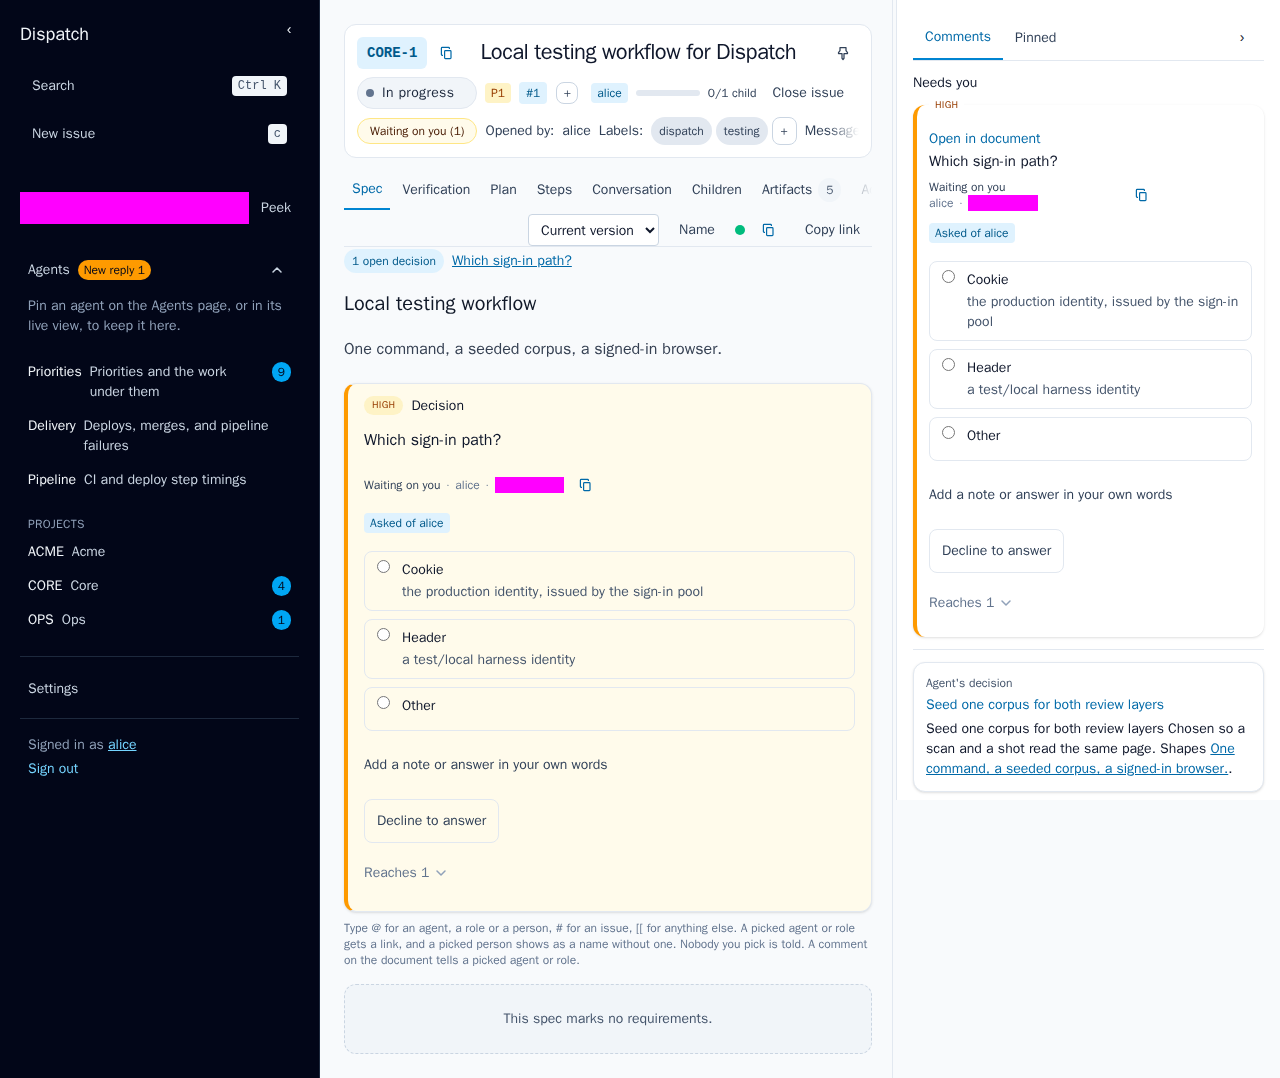 Dispatch
Search
Ctrl K
New issue
C
Peek
Agents
New reply 1
Pin an agent on the Agents page, or in its
live view, to keep it here.
Priorities Priorities and the work
under them
9
Delivery Deploys, merges, and pipeline
failures
Pipeline CI and deploy step timings
PROJECTS
ACME Acme
CORE Core
4
OPS Ops
1
Settings
Signed in as alice
Sign out
CORE-1
Local testing workflow for Dispatch
In progress
P1
#1
+
alice
0/1 child
Close issue
Waiting on you (1)
Opened by: alice Labels: dispatch testing + Message
Spec
Verification
Plan
Steps
Conversation
Children
Artifacts 5
Current version
Name
Copy link
1 open decision
Which sign-in path?
Local testing workflow
One command, a seeded corpus, a signed-in browser.
HIGH Decision
Which sign-in path?
Waiting on you · alice ·
Asked of alice
Cookie
the production identity, issued by the sign-in pool
Header
a test/local harness identity
Other
Add a note or answer in your own words
Decline to answer
Reaches 1
Type @ for an agent, a role or a person, # for an issue, [[ for anything else. A picked agent or role
gets a link, and a picked person shows as a name without one. Nobody you pick is told. A comment
on the document tells a picked agent or role.
This spec marks no requirements.
Comments
Pinned
Needs you
HIGH
Open in document
Which sign-in path?
Waiting on you
alice ·
Asked of alice
Cookie
the production identity, issued by the sign-in
pool
Header
a test/local harness identity
Other
Add a note or answer in your own words
Decline to answer
Reaches 1
Agent's decision
Seed one corpus for both review layers
Seed one corpus for both review layers Chosen so a
scan and a shot read the same page. Shapes One
command, a seeded corpus, a signed-in browser..